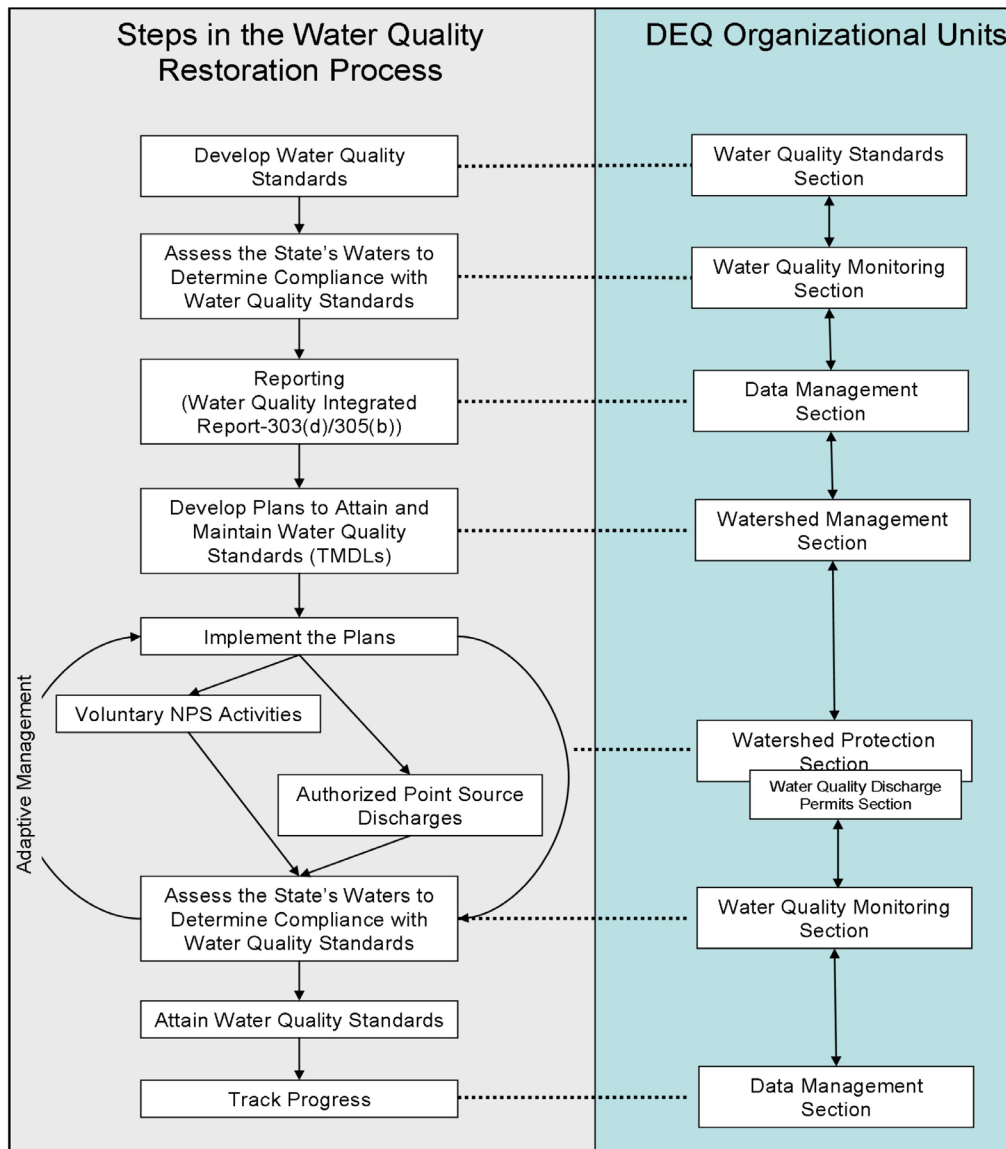 Steps in the Water Quality
Restoration Process
DEQ Organizational Units
Develop Water Quality
Standards
Water Quality Standards
Section
Assess the State's Waters to
Determine Compliance with
Water Quality Standards
Water Quality Monitoring
Section
Reporting
(Water Quality Integrated
Report-303(d)/305(b))
Data Management
Section
Develop Plans to Attain and
Maintain Water Quality
Standards (TMDLs)
Watershed Management
Section
Implement the Plans
Adaptive Management
Voluntary NPS Activities
Watershed Protection
Section
Authorized Point Source
Discharges
Water Quality Discharge
Permits Section
Assess the State's Waters to
Determine Compliance with
Water Quality Standards
Water Quality Monitoring
Section
Attain Water Quality Standards
Track Progress
Data Management
Section